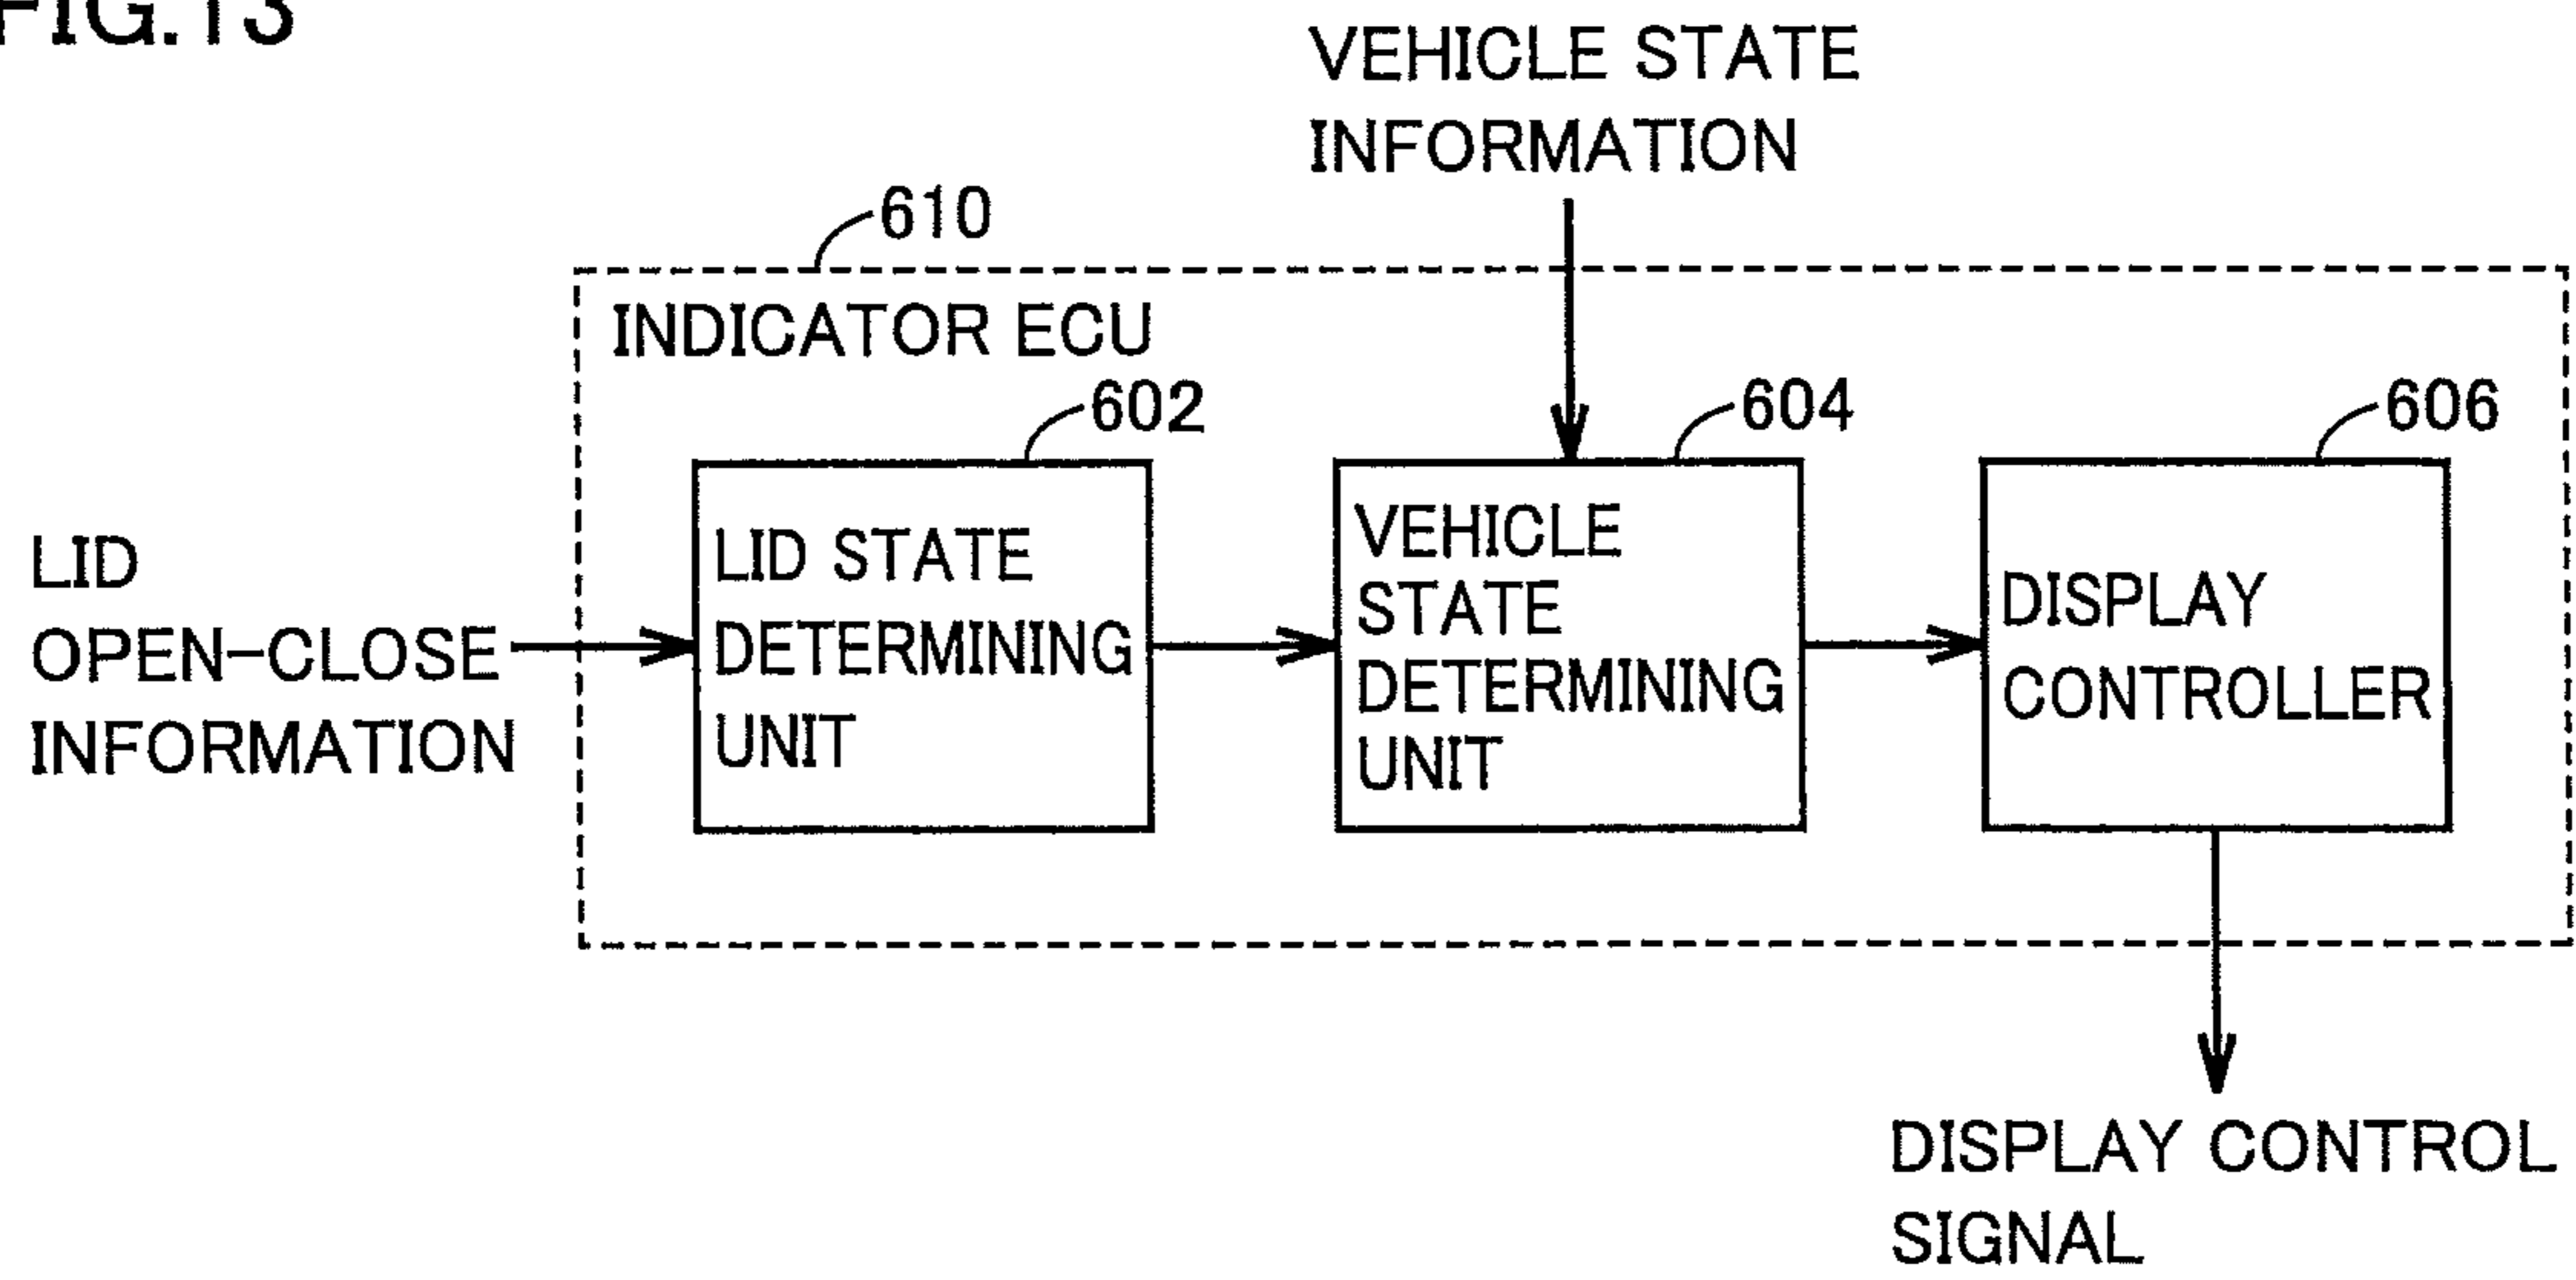 FIG.13
VEHICLE STATE
INFORMATION
610
INDICATOR ECU
602
604
606
LID
OPEN-CLOSE
INFORMATION
LID STATE
DETERMINING
UNIT
VEHICLE
STATE
DETERMINING
UNIT
DISPLAY
CONTROLLER
DISPLAY CONTROL
SIGNAL